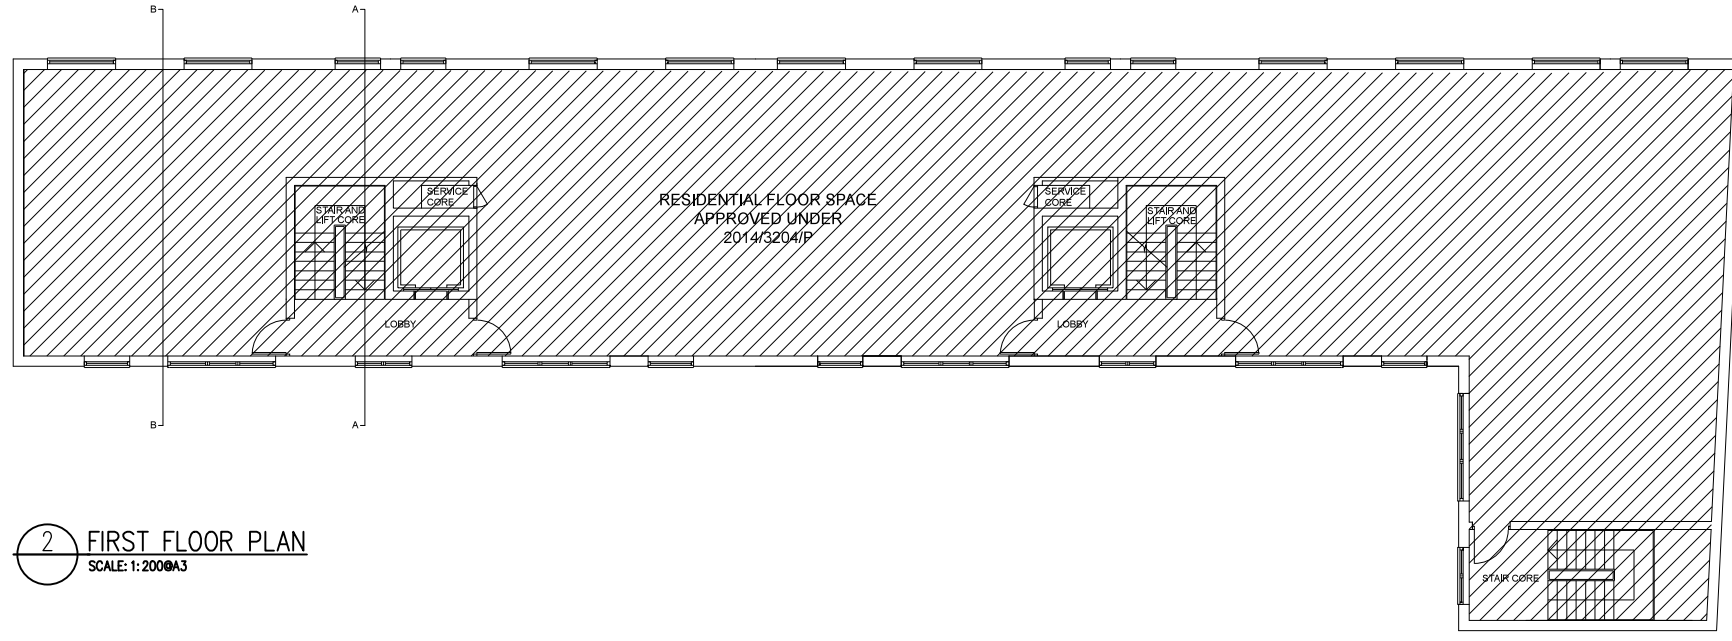 B
A
SERVICE
CORE
STAIR AND
LIFT CORE
RESIDENTIAL FLOOR SPACE
APPROVED UNDER
2014/3204/P
SERVICE
CORE
STAIR AND
LIFT CORE
LOBBY
LOBBY
B
A
2 FIRST FLOOR PLAN
SCALE: 1:200@A3
STAIR CORE